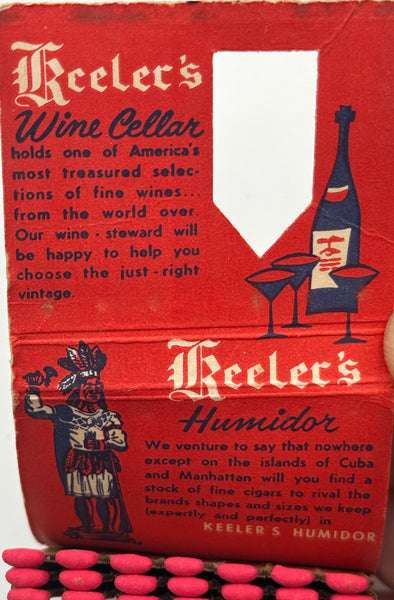 Keeler's
Wine Cellar
holds one of America's
most treasured selec-
tions of fine wines...
from the world over.
Our wine - steward will
be happy to help you
choose the just - right
vintage.
Keeler's
Humidor
We venture to say that nowhere
except on the islands of Cuba
and Manhattan will you find a
stock of fine cigars to rival the
brands shapes and sizes we keep
(expertly and perfectly) in
KEELER'S HUMIDOR